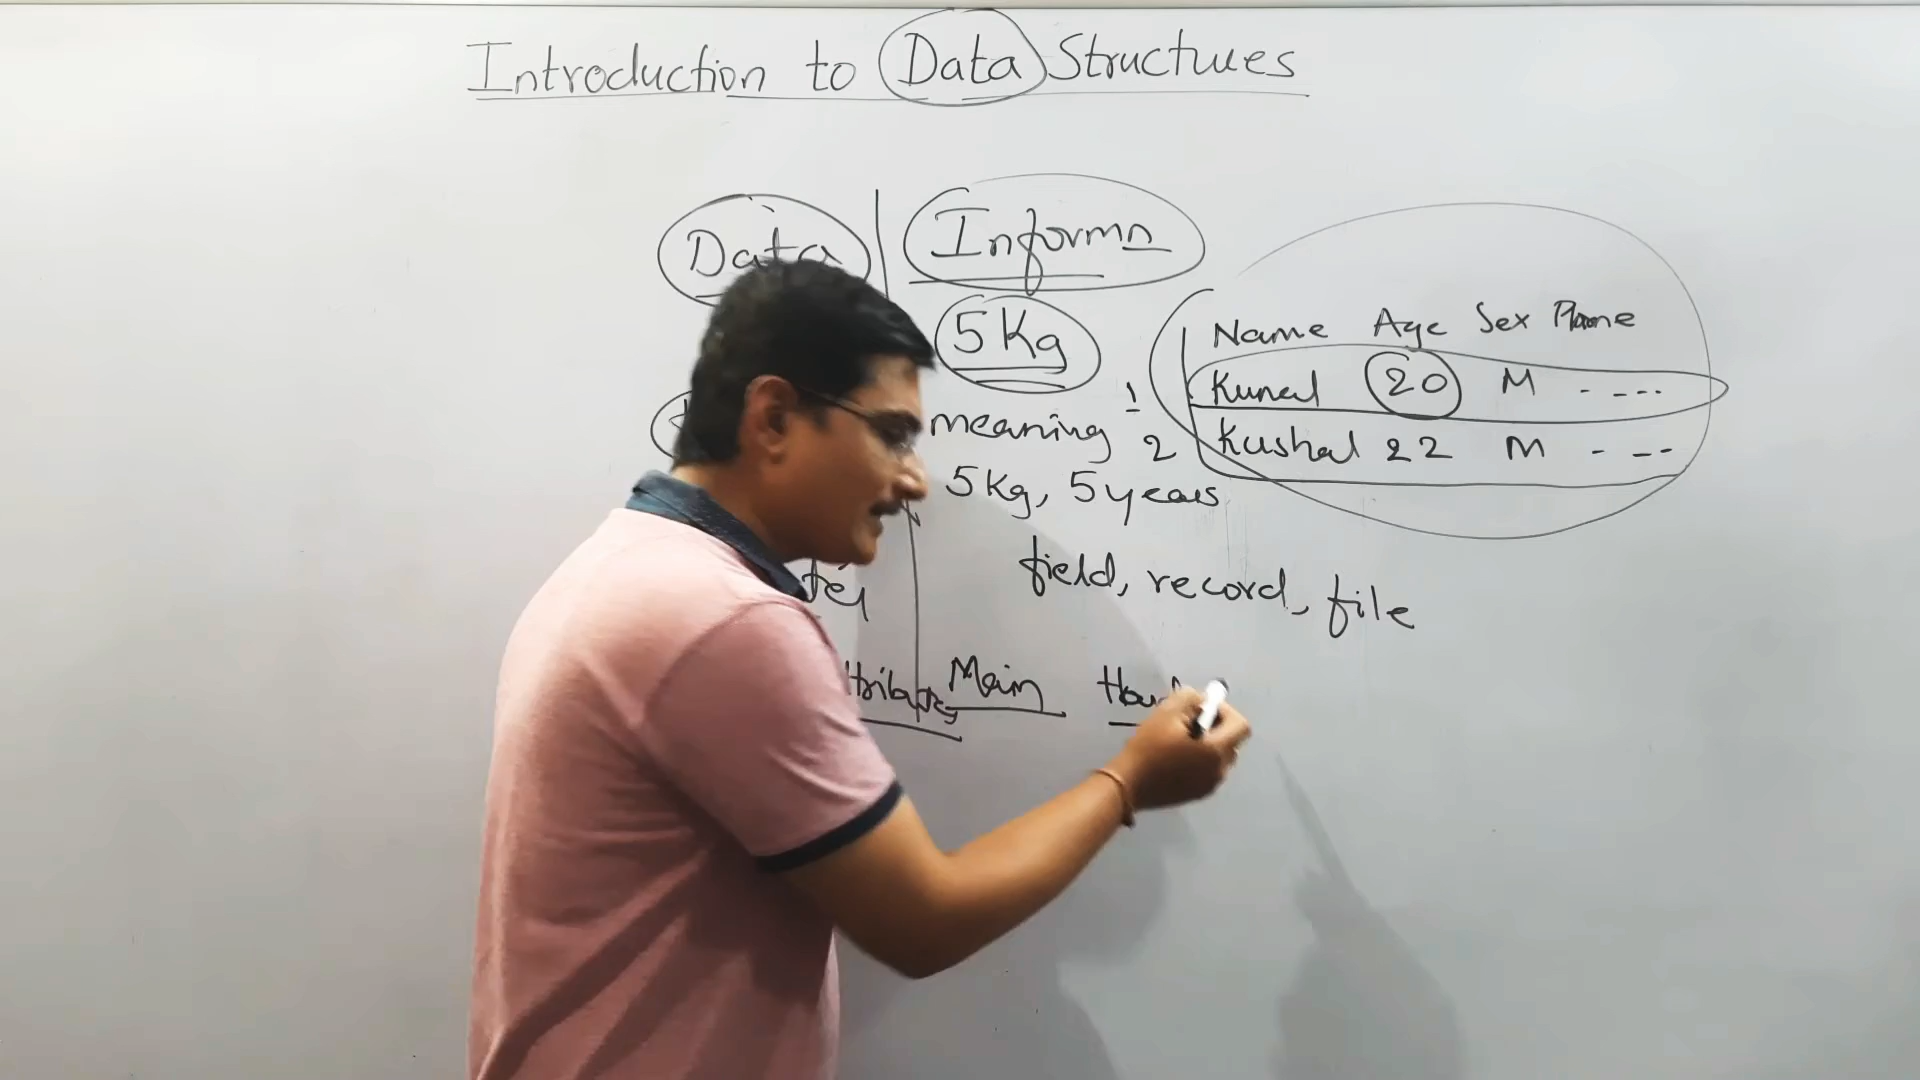 Introduction to Data Structures
Data Informn
5 Kg
meaning
5 Kg, 5 years
Name Age Sex Phone
1 Kunal 20 M - ----
2 Kushal 22 M - --
field, record, file
Main